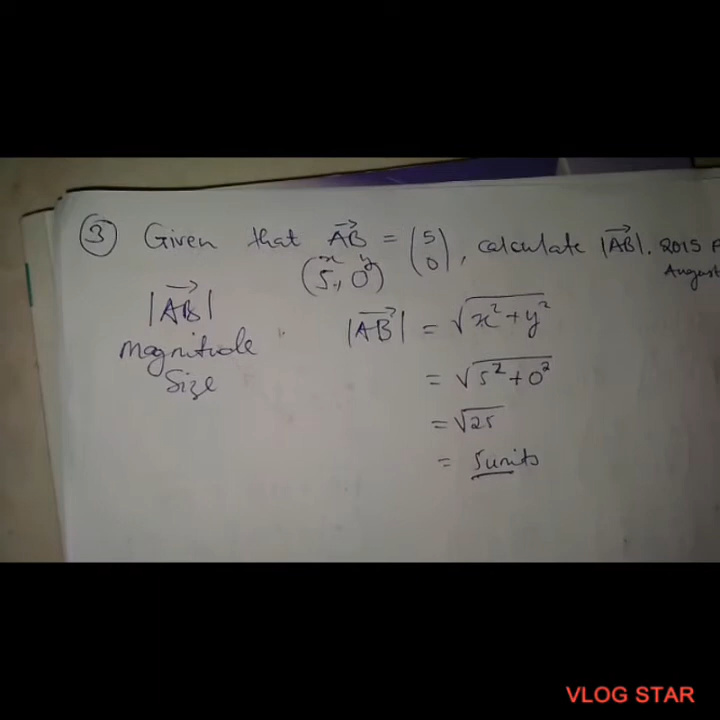 ③ Given that AB→ = (5 0), calculate |AB→|. 2015 P
August
x y
(5, 0)
|AB→|
magnitude
Size
|AB→| = √x²+y²
= √5²+0²
= √25
= 5units
VLOG STAR